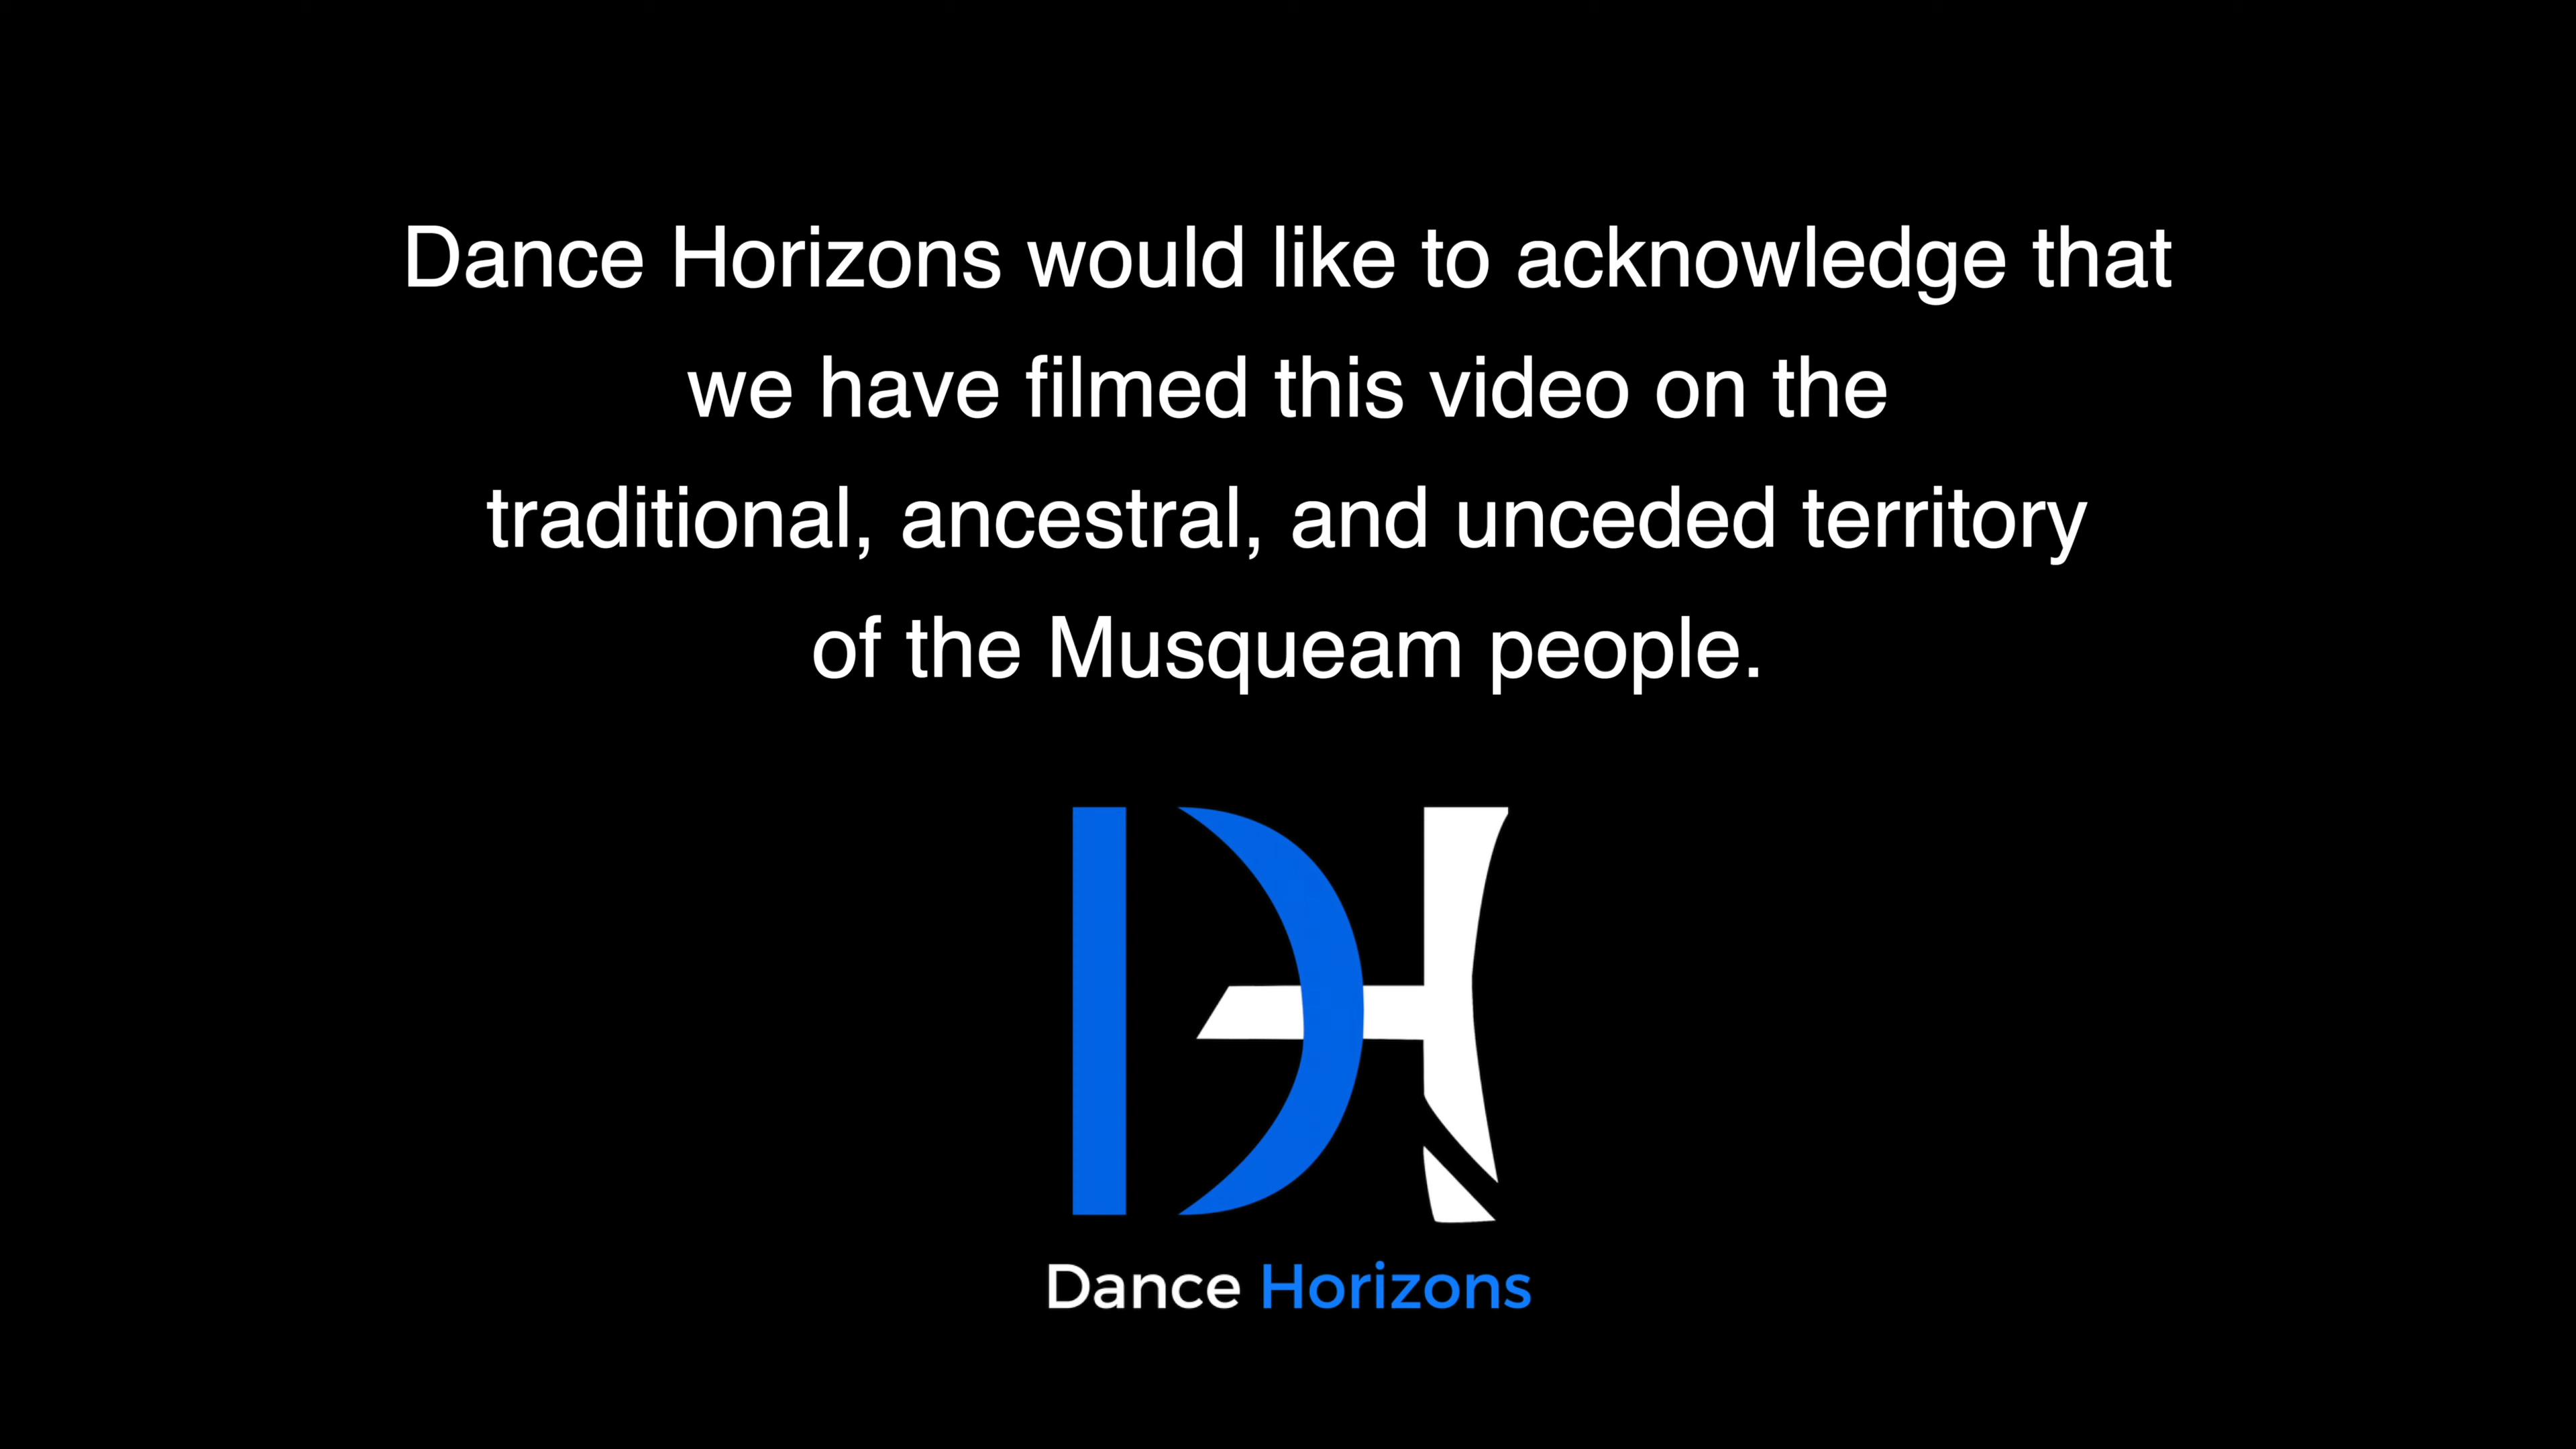 Dance Horizons would like to acknowledge that
we have filmed this video on the
traditional, ancestral, and unceded territory
of the Musqueam people.
DH
Dance Horizons